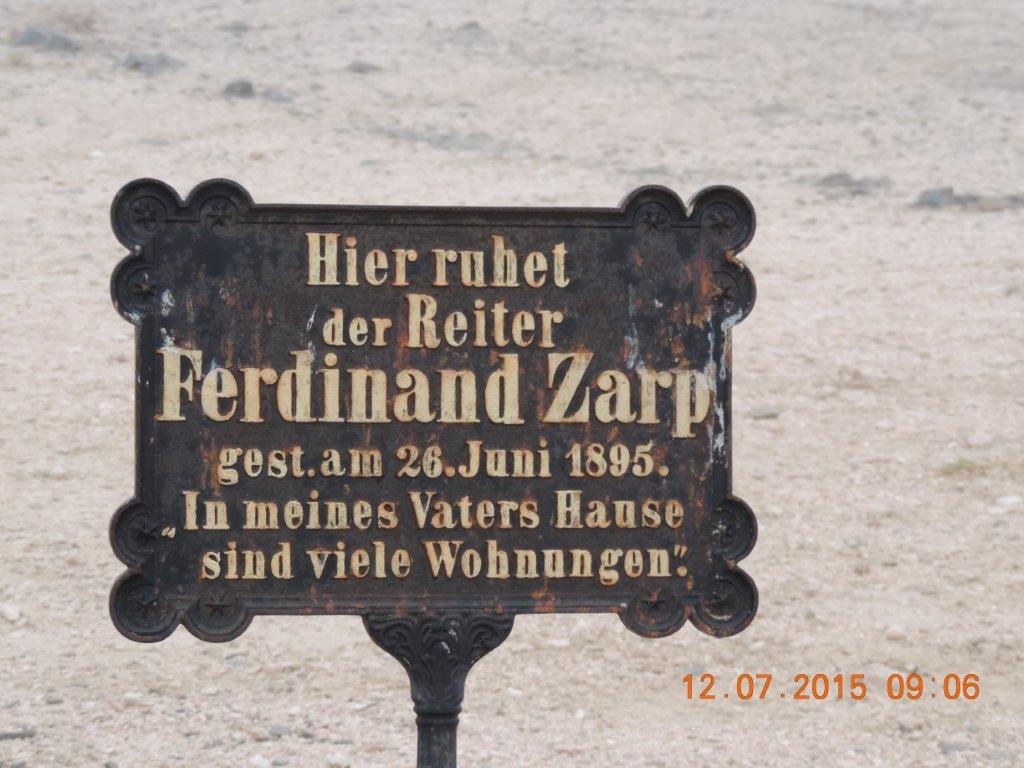 Hier ruhet
der Reiter
Ferdinand Zarp
gest. am 26. Juni 1895.
„In meines Vaters Hause
sind viele Wohnungen".
12.07.2015 09:06